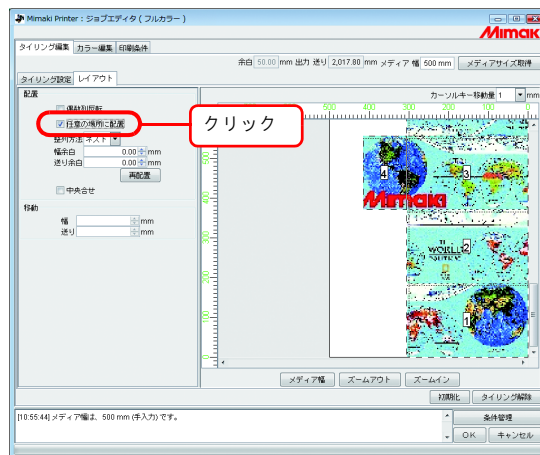 Mimaki Printer : ジョブエディタ ( フルカラー )
Mimaki
タイリング編集 カラー編集 印刷条件
余白 50.00 mm 出力 送り 2,017.80 mm メディア 幅 500 mm メディアサイズ取得
タイリング設定 レイアウト
配置
カーソルキー移動量 1 mm
偶数列反転
任意の場所に配置
クリック
整列方法 ネスト
幅余白 0.00 mm
送り余白 0.00 mm
再配置
中央合せ
移動
幅 mm
送り mm
500 400 300 200 100 0
4
3
Mimaki
WORLD
2
1
メディア幅 ズームアウト ズームイン
初期化 タイリング解除
[10:55:44] メディア幅は、500 mm (手入力) です。
条件管理
OK キャンセル